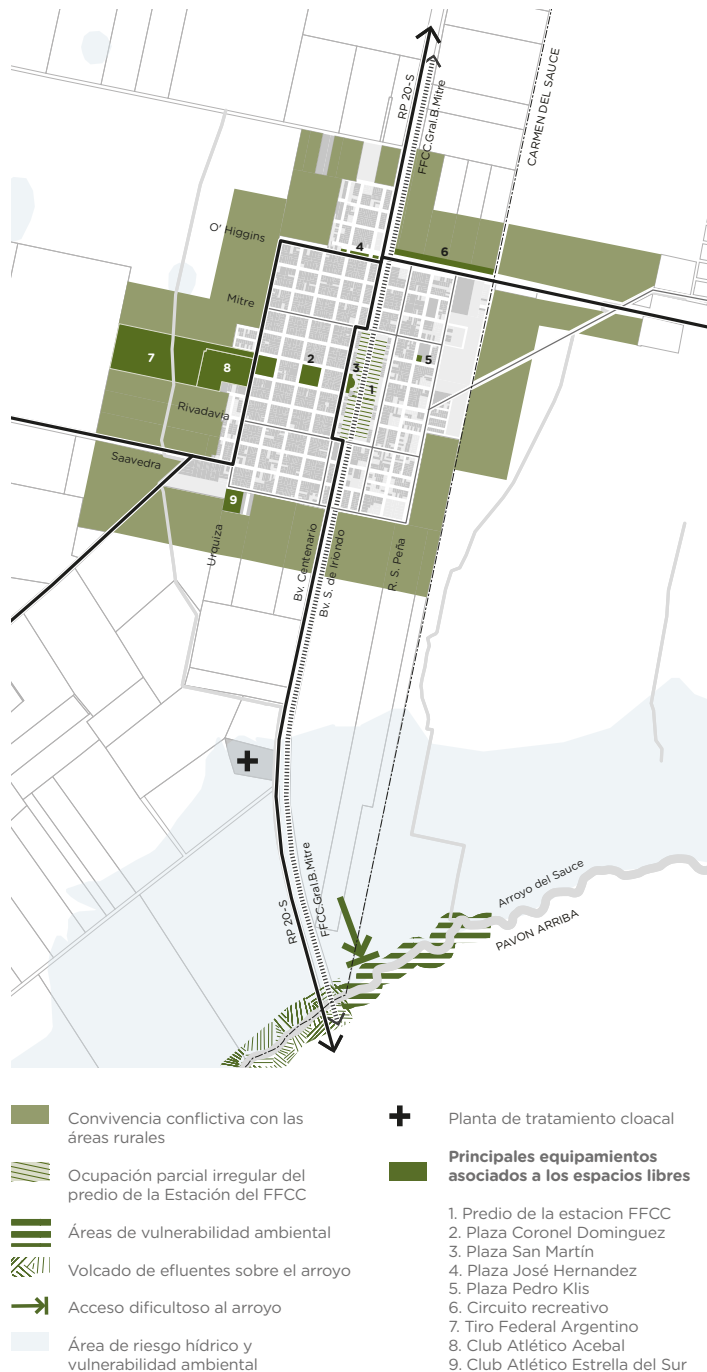 RP 20-S
FFCC.Gral.B.Mitre
CARMEN DEL SAUCE
O' Higgins
4
6
Mitre
7
8
2
3
5
1
Rivadavia
Saavedra
9
Urquiza
Bv. Centenario
Bv. S. de Iriondo
R. S. Peña
RP 20-S
FFCC.Gral.B.Mitre
Arroyo del Sauce
PAVON ARRIBA
Convivencia conflictiva con las
áreas rurales
Ocupación parcial irregular del
predio de la Estación del FFCC
Áreas de vulnerabilidad ambiental
Volcado de efluentes sobre el arroyo
Acceso dificultoso al arroyo
Área de riesgo hídrico y
vulnerabilidad ambiental
Planta de tratamiento cloacal
Principales equipamientos
asociados a los espacios libres
1. Predio de la estacion FFCC
2. Plaza Coronel Dominguez
3. Plaza San Martín
4. Plaza José Hernandez
5. Plaza Pedro Klis
6. Circuito recreativo
7. Tiro Federal Argentino
8. Club Atlético Acebal
9. Club Atlético Estrella del Sur